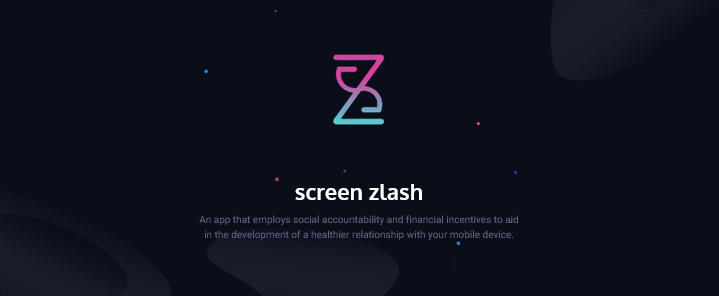 screen zlash
An app that employs social accountability and financial incentives to aid
in the development of a healthier relationship with your mobile device.